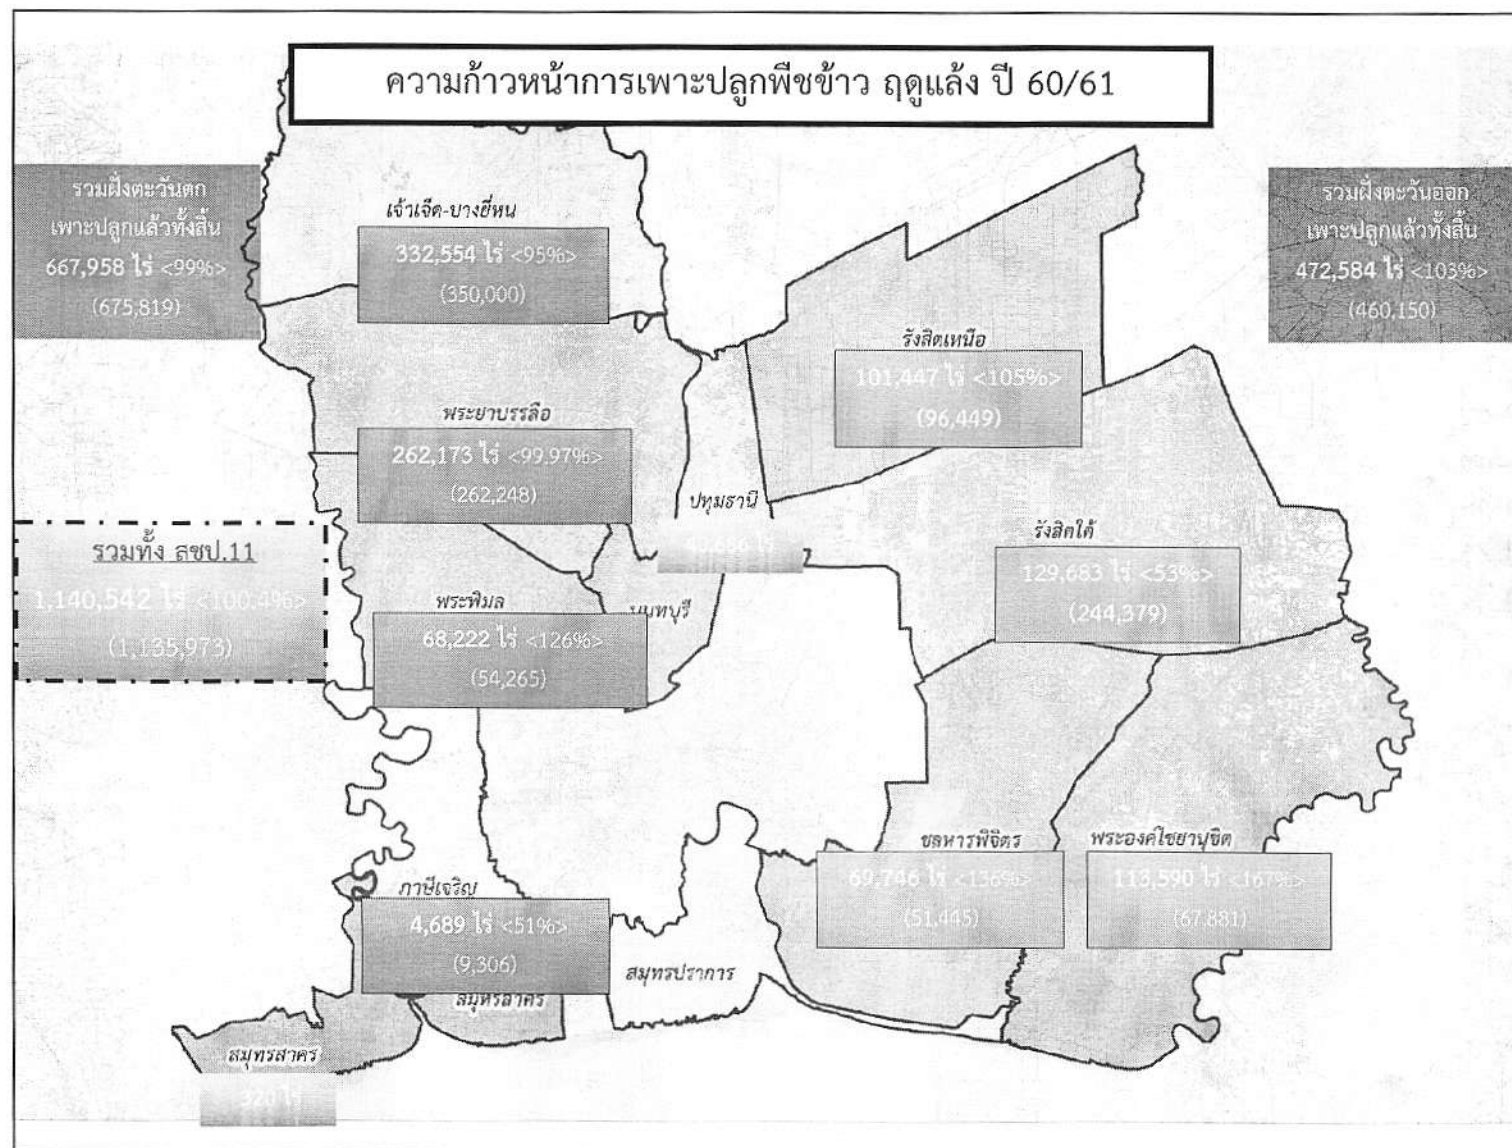 ความก้าวหน้าการเพาะปลูกพืชข้าว ฤดูแล้ง ปี 60/61
รวมฝั่งตะวันตก
เพาะปลูกแล้วทั้งสิ้น
667,958 ไร่ <99%>
(675,819)
รวมฝั่งตะวันออก
เพาะปลูกแล้วทั้งสิ้น
472,584 ไร่ <103%>
(460,150)
เจ้าเจ็ด-บางยี่หน
332,554 ไร่ <95%>
(350,000)
รังสิตเหนือ
101,447 ไร่ <105%>
(96,449)
พระยาบรรลือ
262,173 ไร่ <99.97%>
(262,248)
ปทุมธานี
รังสิตใต้
129,683 ไร่ <53%>
(244,379)
รวมทั้ง ลชป.11
1,140,542 ไร่ <100.4%>
(1,135,973)
พระพิมล
68,222 ไร่ <126%>
(54,265)
นนทบุรี
ชลหารพิจิตร
69,746 ไร่ <136%>
(51,445)
พระองค์ไชยานุชิต
113,590 ไร่ <167%>
(67,881)
ภาษีเจริญ
4,689 ไร่ <51%>
(9,306)
สมุทรปราการ
สมุทรสาคร
สมุทรสาคร
320 ไร่